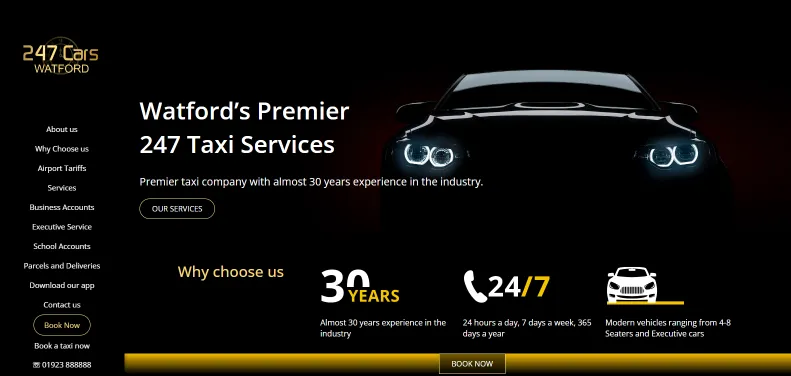 247 Cars
WATFORD
About us
Why Choose us
Airport Tariffs
Services
Business Accounts
Executive Service
School Accounts
Parcels and Deliveries
Download our app
Contact us
Book Now
Book a taxi now
☏ 01923 888888
Watford's Premier
247 Taxi Services
Premier taxi company with almost 30 years experience in the industry.
OUR SERVICES
Why choose us
30
YEARS
Almost 30 years experience in the
industry
24/7
24 hours a day, 7 days a week, 365
days a year
Modern vehicles ranging from 4-8
Seaters and Executive cars
BOOK NOW